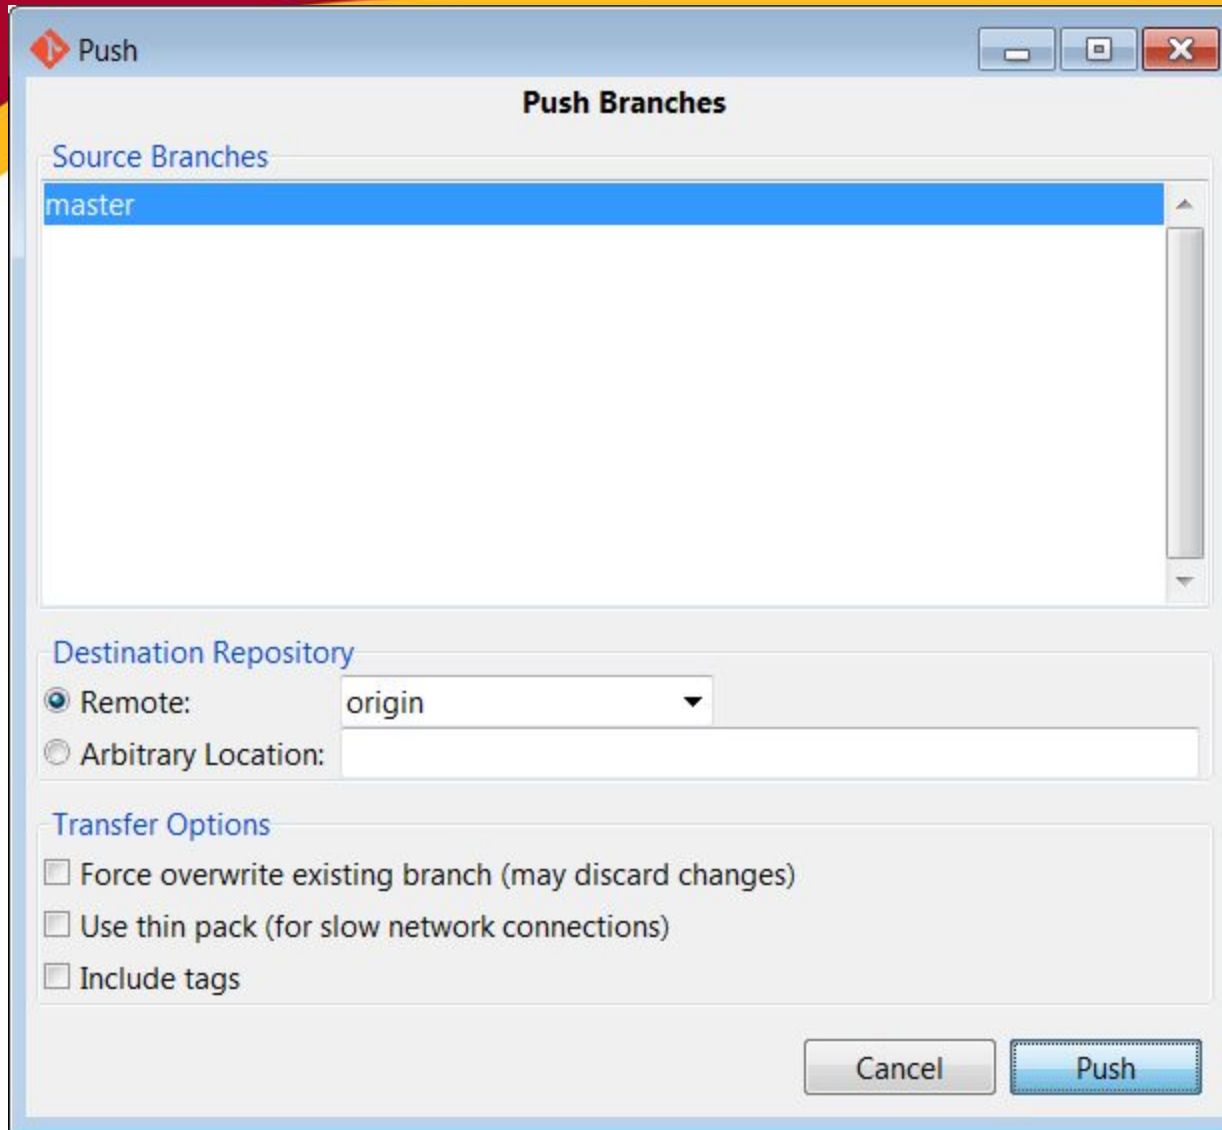 Push
Push Branches
Source Branches
master
Destination Repository
Remote: origin
Arbitrary Location:
Transfer Options
Force overwrite existing branch (may discard changes)
Use thin pack (for slow network connections)
Include tags
Cancel Push